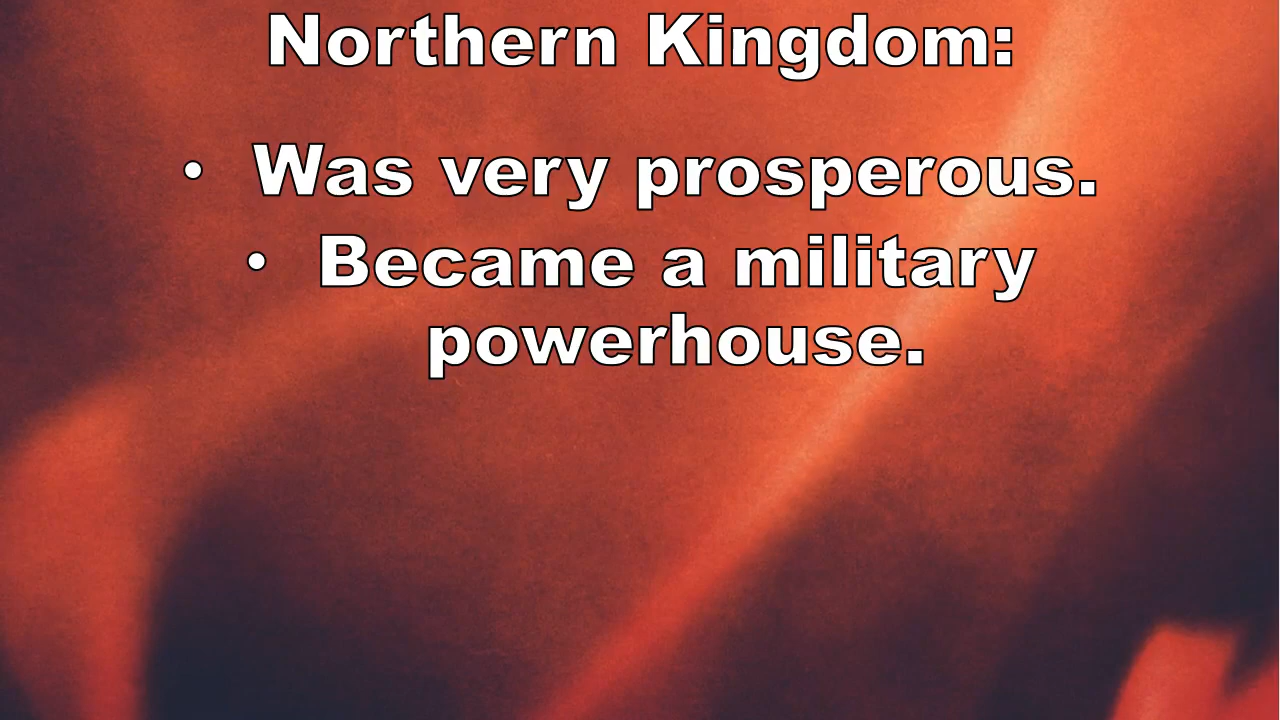 Northern Kingdom:
• Was very prosperous.
• Became a military
powerhouse.